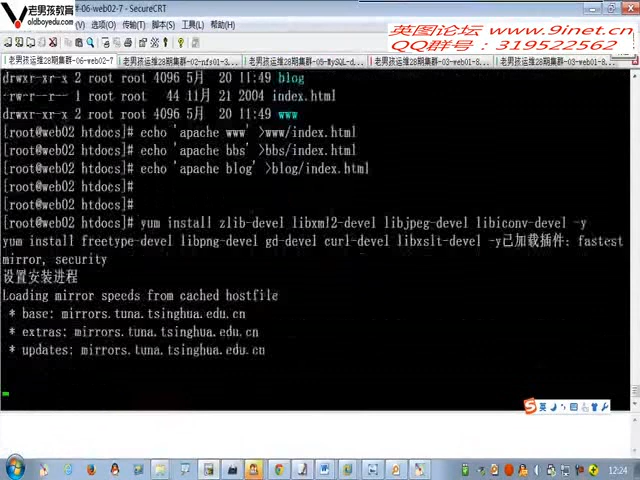 老男孩教育
oldboyedu.com
#-06-web02-7 - SecureCRT
(V) 选项(O) 传输(T) 脚本(S) 工具(L) 帮助(H)
英图论坛 www.9inet.cn
QQ群号: 319522562
老男孩运维28期集群-06-web02-7
老男孩运维28期集群-02-nfs01-3...
老男孩运维28期集群-05-MySQL-d...
老男孩运维28期集群-03-web01-8...
老男孩运维28期集群-03-web01-8...
drwxr-xr-x 2 root root 4096 5月  20 11:49 blog
-rw-r--r-- 1 root root   44 11月 21 2004 index.html
drwxr-xr-x 2 root root 4096 5月  20 11:49 www
[root@web02 htdocs]# echo 'apache www' >www/index.html
[root@web02 htdocs]# echo 'apache bbs' >bbs/index.html
[root@web02 htdocs]# echo 'apache blog' >blog/index.html
[root@web02 htdocs]#
[root@web02 htdocs]#
[root@web02 htdocs]# yum install zlib-devel libxml2-devel libjpeg-devel libiconv-devel -y
yum install freetype-devel libpng-devel gd-devel curl-devel libxslt-devel -y已加载插件：fastest
mirror, security
设置安装进程
Loading mirror speeds from cached hostfile
* base: mirrors.tuna.tsinghua.edu.cn
* extras: mirrors.tuna.tsinghua.edu.cn
* updates: mirrors.tuna.tsinghua.edu.cn
英
12:24